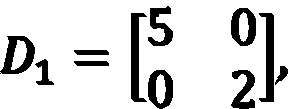 D₁ = [5 0
0 2],